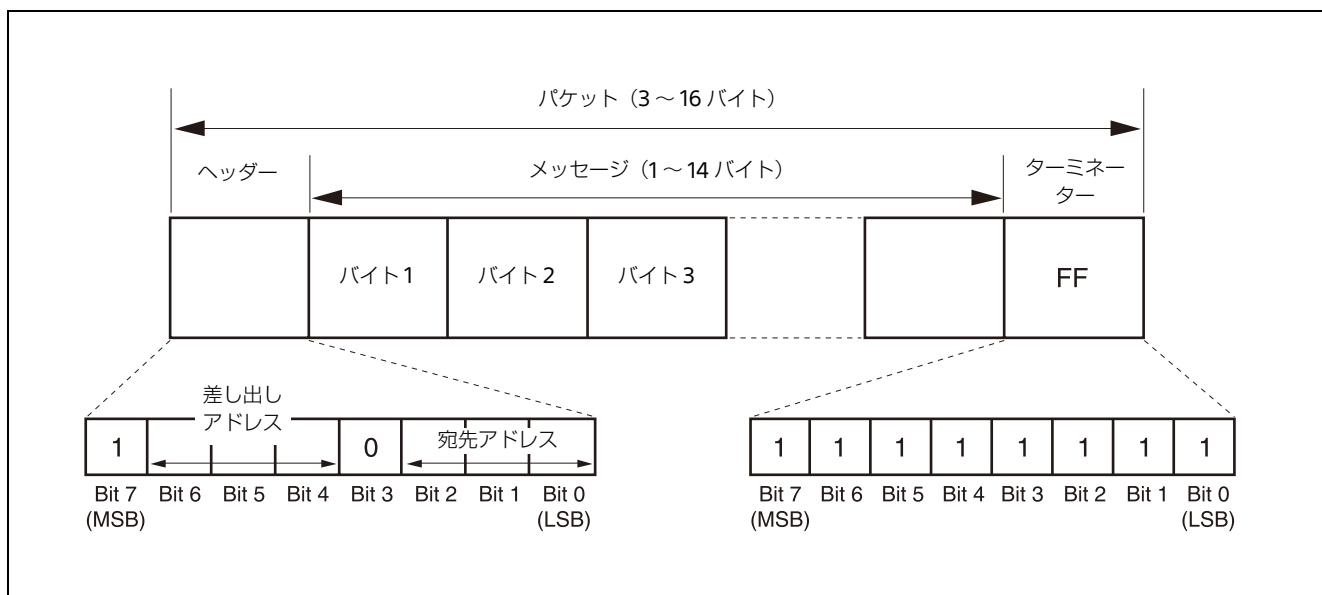 パケット（3～16 バイト）
ヘッダー
メッセージ（1～14 バイト）
ターミネー
ター
バイト1
バイト2
バイト3
FF
差し出し
アドレス
1
0
宛先アドレス
Bit 7 Bit 6 Bit 5 Bit 4 Bit 3 Bit 2 Bit 1 Bit 0
(MSB) (LSB)
1 1 1 1 1 1 1 1
Bit 7 Bit 6 Bit 5 Bit 4 Bit 3 Bit 2 Bit 1 Bit 0
(MSB) (LSB)